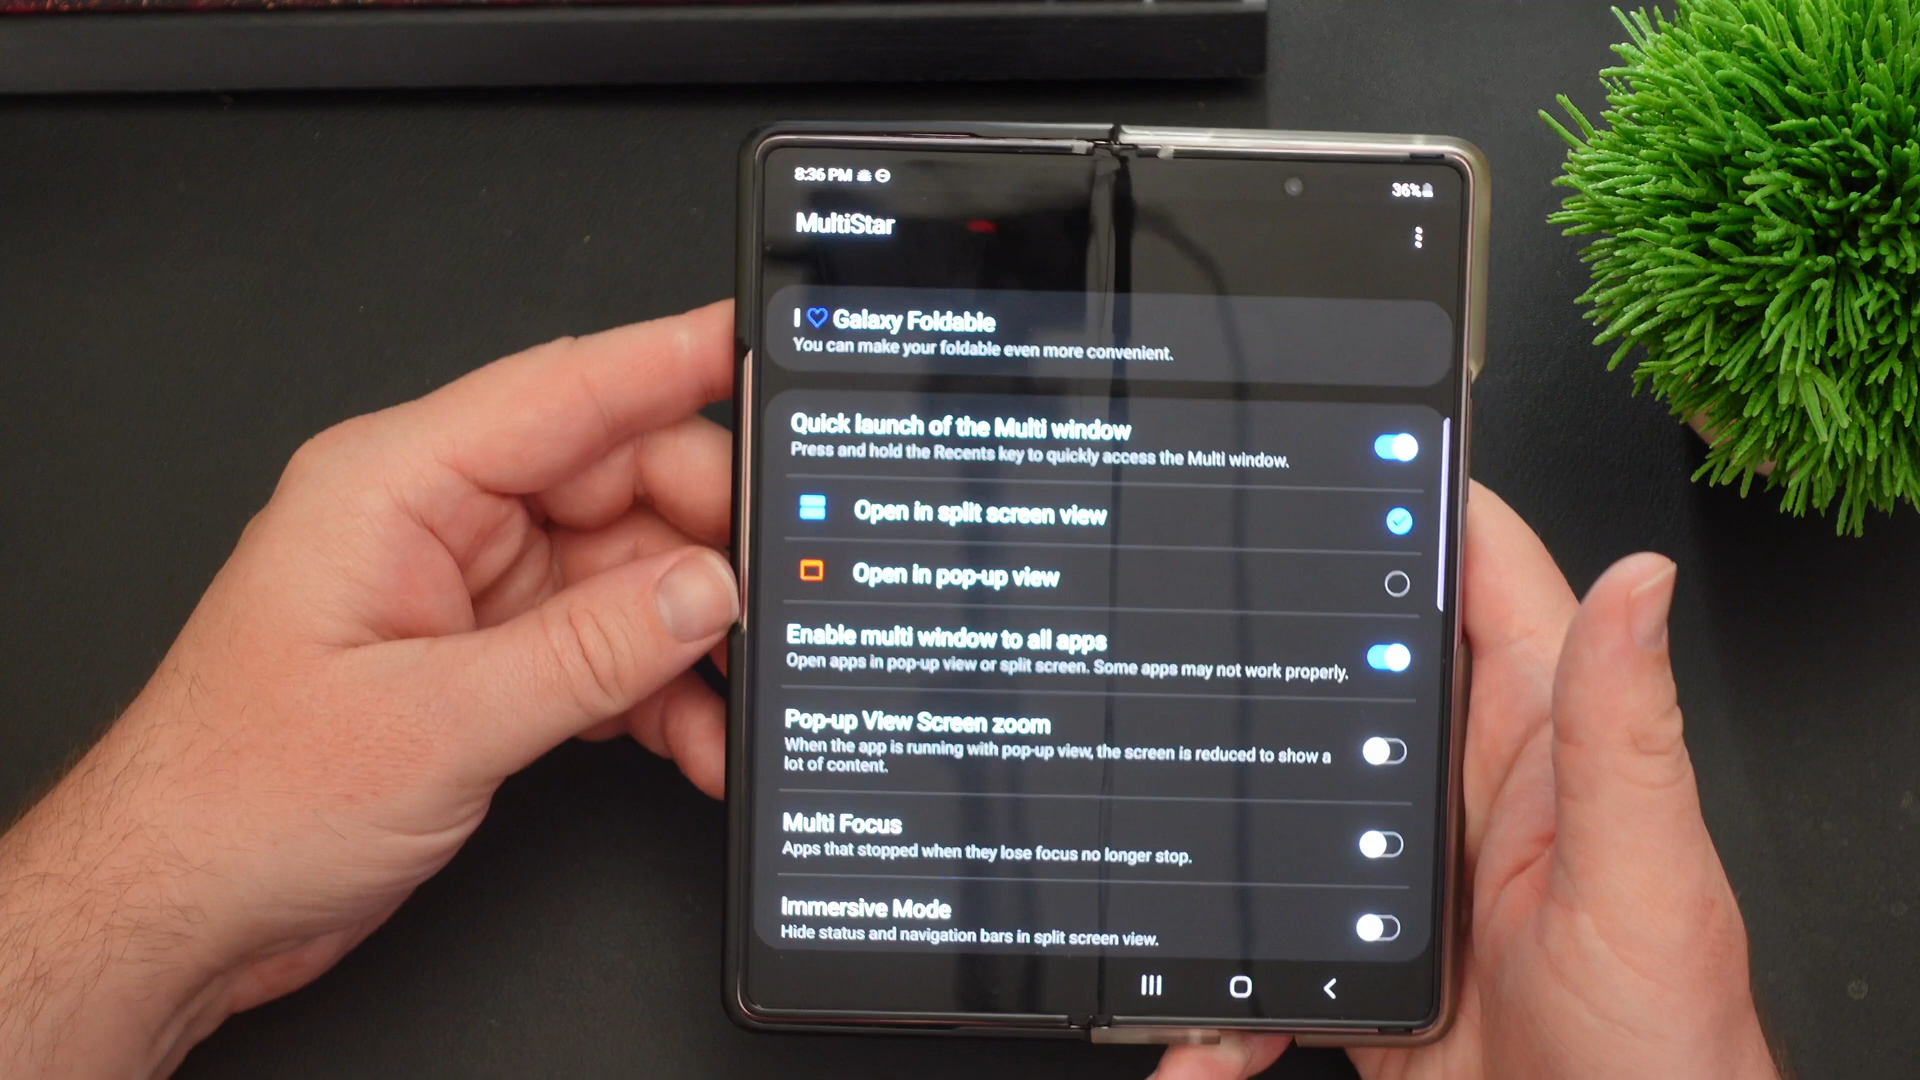 8:36 PM
36%
MultiStar
I ♡ Galaxy Foldable
You can make your foldable even more convenient.
Quick launch of the Multi window
Press and hold the Recents key to quickly access the Multi window.
Open in split screen view
Open in pop-up view
Enable multi window to all apps
Open apps in pop-up view or split screen. Some apps may not work properly.
Pop-up View Screen zoom
When the app is running with pop-up view, the screen is reduced to show a
lot of content.
Multi Focus
Apps that stopped when they lose focus no longer stop.
Immersive Mode
Hide status and navigation bars in split screen view.